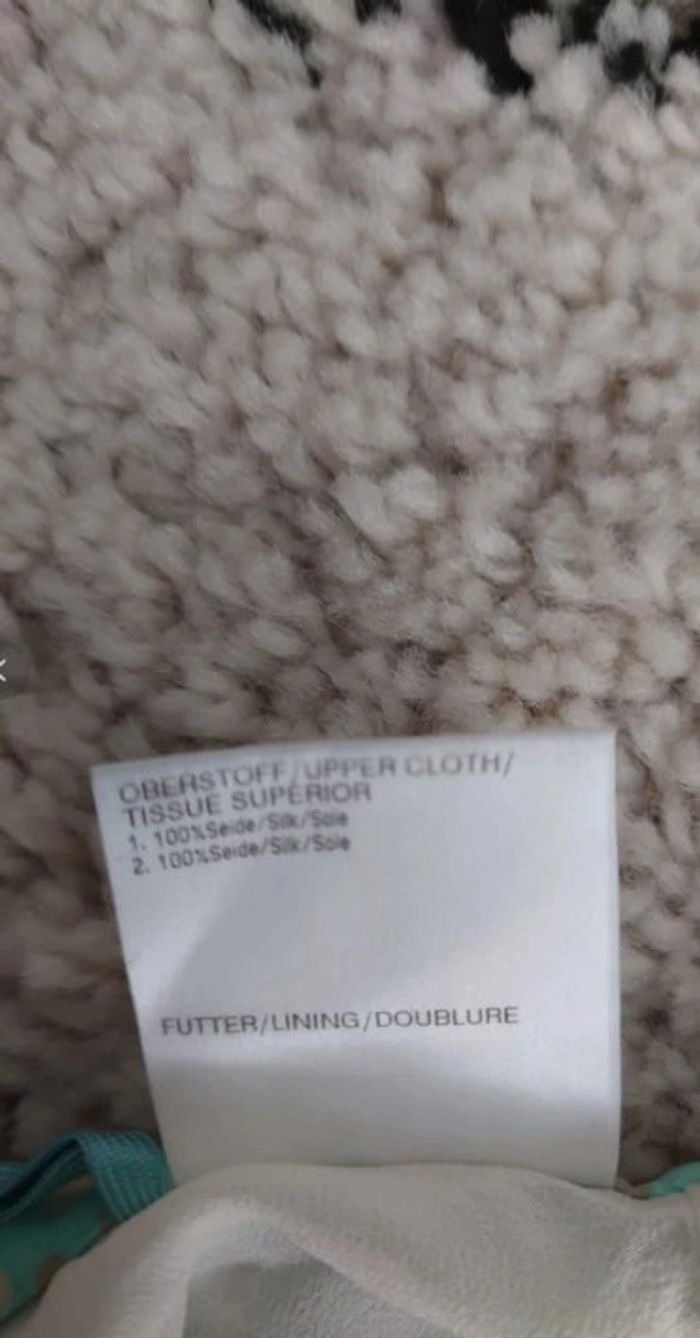 OBERSTOFF/UPPER CLOTH/
TISSUE SUPERIOR
1. 100%Seide/Silk/Soie
2. 100%Seide/Silk/Soie
FUTTER/LINING/DOUBLURE